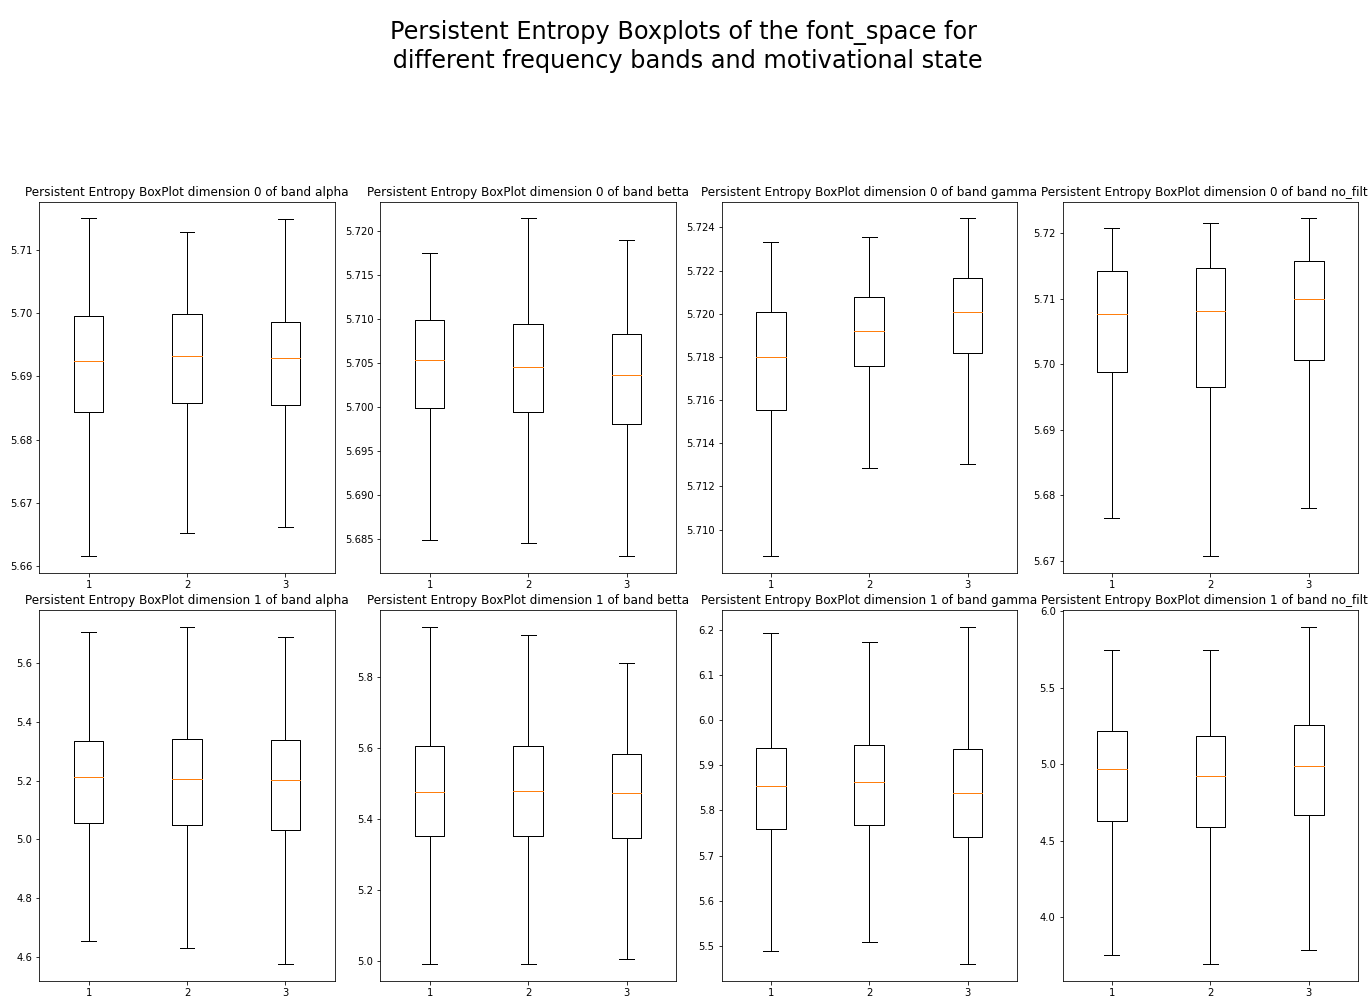 Persistent Entropy Boxplots of the font_space for
different frequency bands and motivational state
Persistent Entropy BoxPlot dimension 0 of band alpha
5.71
5.70
5.69
5.68
5.67
5.66
1 2 3
Persistent Entropy BoxPlot dimension 0 of band betta
5.720
5.715
5.710
5.705
5.700
5.695
5.690
5.685
1 2 3
Persistent Entropy BoxPlot dimension 0 of band gamma
5.724
5.722
5.720
5.718
5.716
5.714
5.712
5.710
1 2 3
Persistent Entropy BoxPlot dimension 0 of band no_filt
5.72
5.71
5.70
5.69
5.68
5.67
1 2 3
Persistent Entropy BoxPlot dimension 1 of band alpha
5.6
5.4
5.2
5.0
4.8
4.6
1 2 3
Persistent Entropy BoxPlot dimension 1 of band betta
5.8
5.6
5.4
5.2
5.0
1 2 3
Persistent Entropy BoxPlot dimension 1 of band gamma
6.2
6.1
6.0
5.9
5.8
5.7
5.6
5.5
1 2 3
Persistent Entropy BoxPlot dimension 1 of band no_filt
6.0
5.5
5.0
4.5
4.0
1 2 3